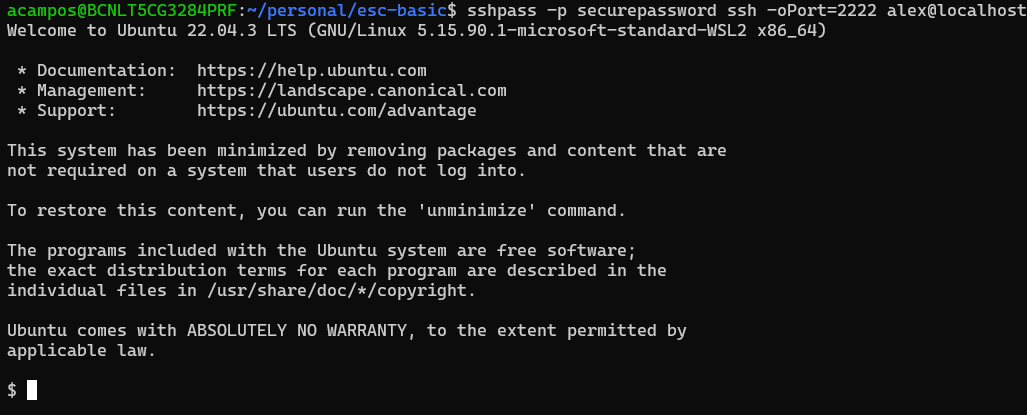 acampos@BCNLT5CG3284PRF:~/personal/esc-basic$ sshpass -p securepassword ssh -oPort=2222 alex@localhost
Welcome to Ubuntu 22.04.3 LTS (GNU/Linux 5.15.90.1-microsoft-standard-WSL2 x86_64)
* Documentation:  https://help.ubuntu.com
* Management:     https://landscape.canonical.com
* Support:        https://ubuntu.com/advantage
This system has been minimized by removing packages and content that are
not required on a system that users do not log into.
To restore this content, you can run the 'unminimize' command.
The programs included with the Ubuntu system are free software;
the exact distribution terms for each program are described in the
individual files in /usr/share/doc/*/copyright.
Ubuntu comes with ABSOLUTELY NO WARRANTY, to the extent permitted by
applicable law.
$